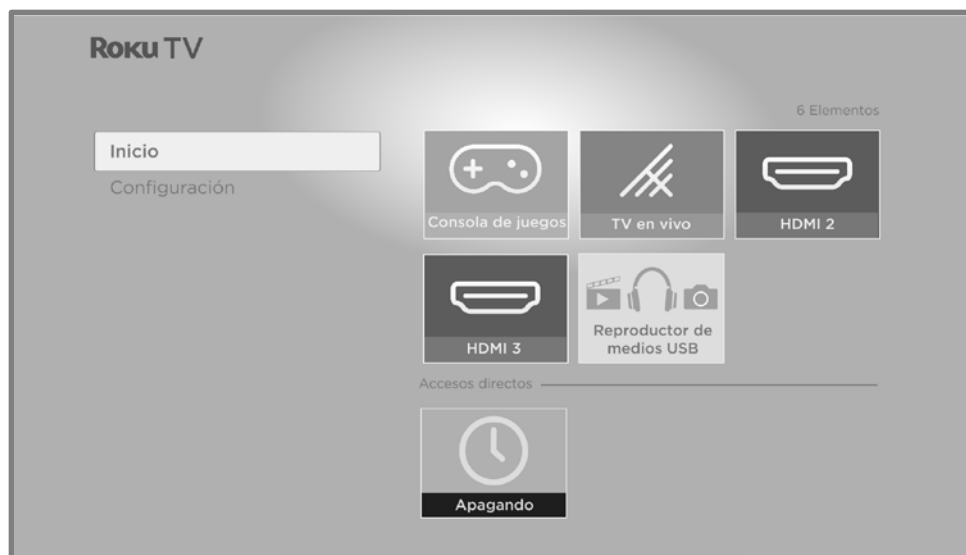 Roku TV
6 Elementos
Inicio
Configuración
Consola de juegos
TV en vivo
HDMI 2
HDMI 3
Reproductor de
medios USB
Accesos directos
Apagando